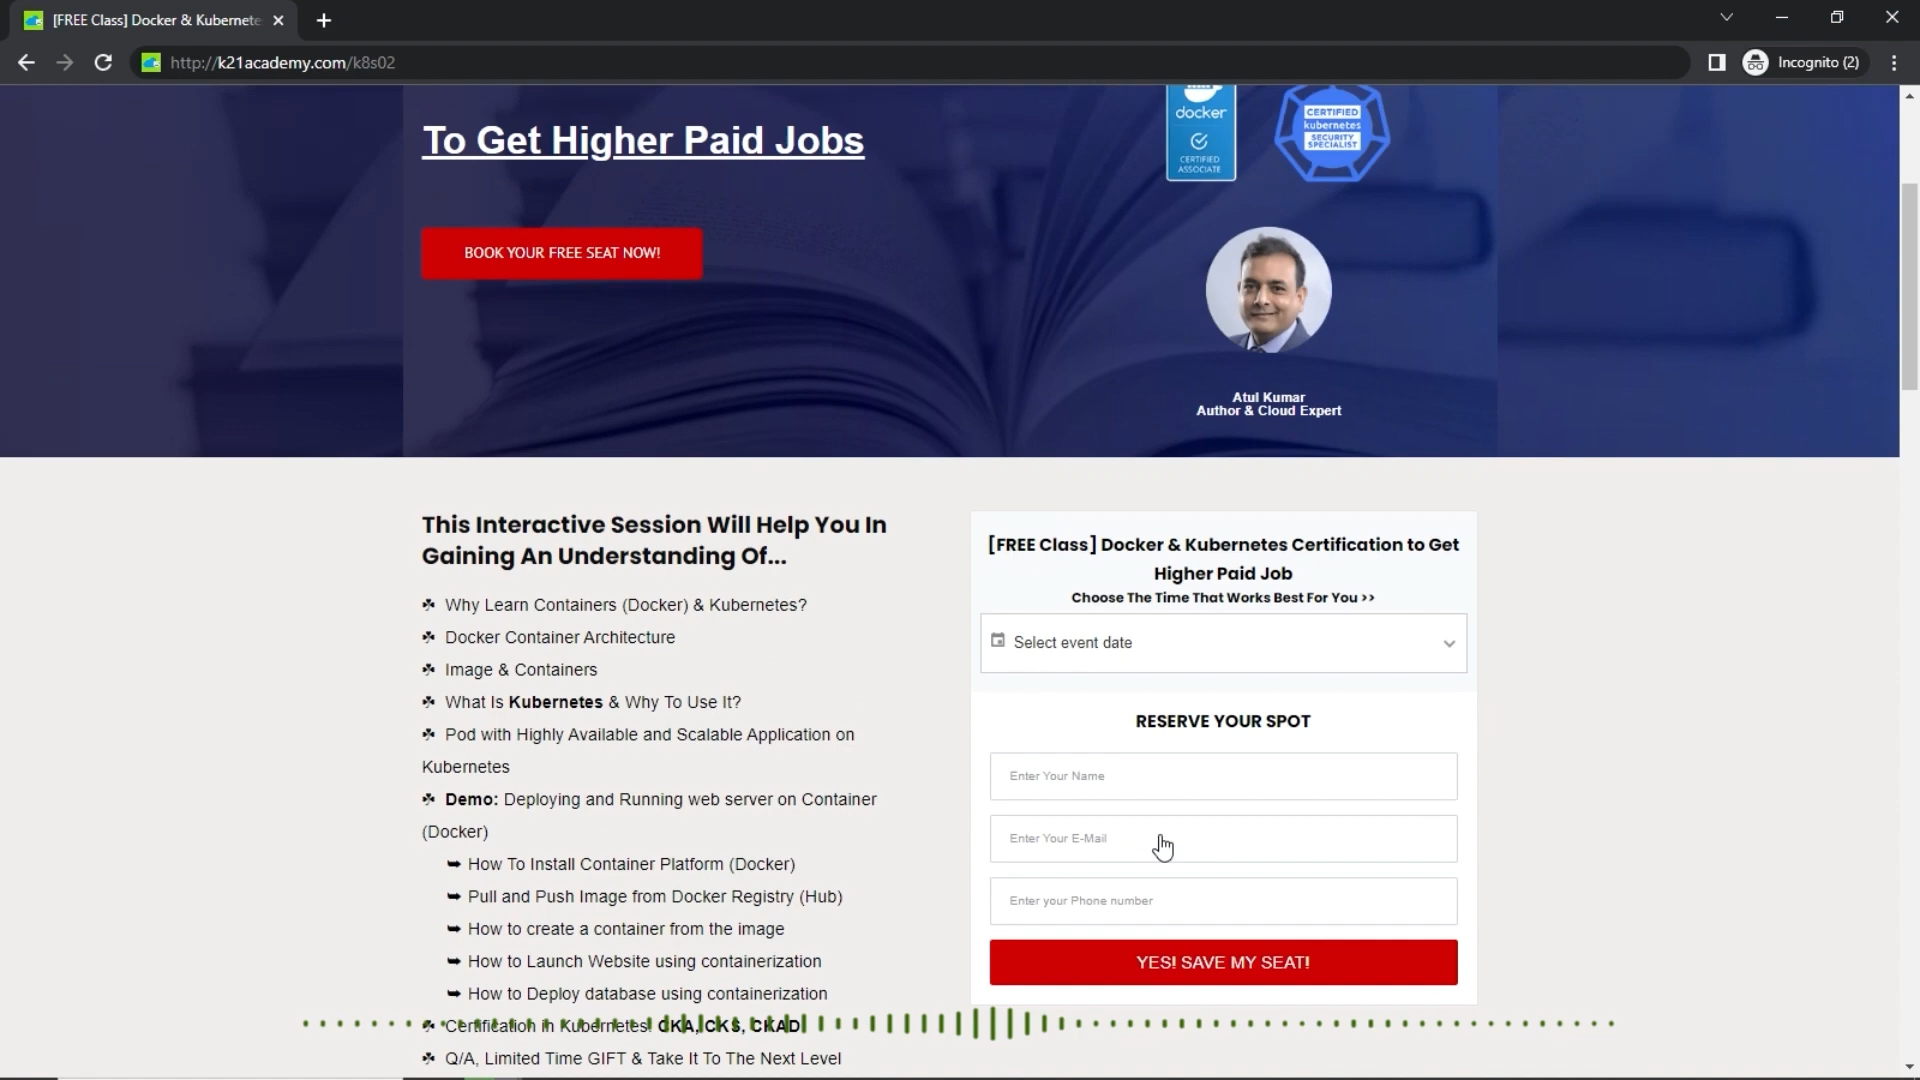 [FREE Class] Docker & Kubernete
http://k21academy.com/k8s02
Incognito (2)
To Get Higher Paid Jobs
BOOK YOUR FREE SEAT NOW!
docker
CERTIFIED
ASSOCIATE
CERTIFIED
kubernetes
SECURITY
SPECIALIST
Atul Kumar
Author & Cloud Expert
This Interactive Session Will Help You In
Gaining An Understanding Of...
Why Learn Containers (Docker) & Kubernetes?
Docker Container Architecture
Image & Containers
What Is Kubernetes & Why To Use It?
Pod with Highly Available and Scalable Application on
Kubernetes
Demo: Deploying and Running web server on Container
(Docker)
How To Install Container Platform (Docker)
Pull and Push Image from Docker Registry (Hub)
How to create a container from the image
How to Launch Website using containerization
How to Deploy database using containerization
Certification in Kubernetes: CKA, CKS, CKAD
Q/A, Limited Time GIFT & Take It To The Next Level
[FREE Class] Docker & Kubernetes Certification to Get
Higher Paid Job
Choose The Time That Works Best For You >>
Select event date
RESERVE YOUR SPOT
Enter Your Name
Enter Your E-Mail
Enter your Phone number
YES! SAVE MY SEAT!